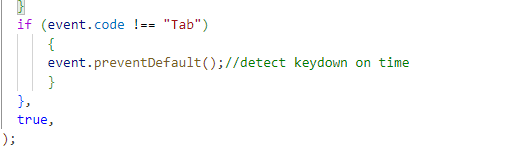 }
if (event.code !== "Tab")
{
event.preventDefault();//detect keydown on time
}
},
true,
);